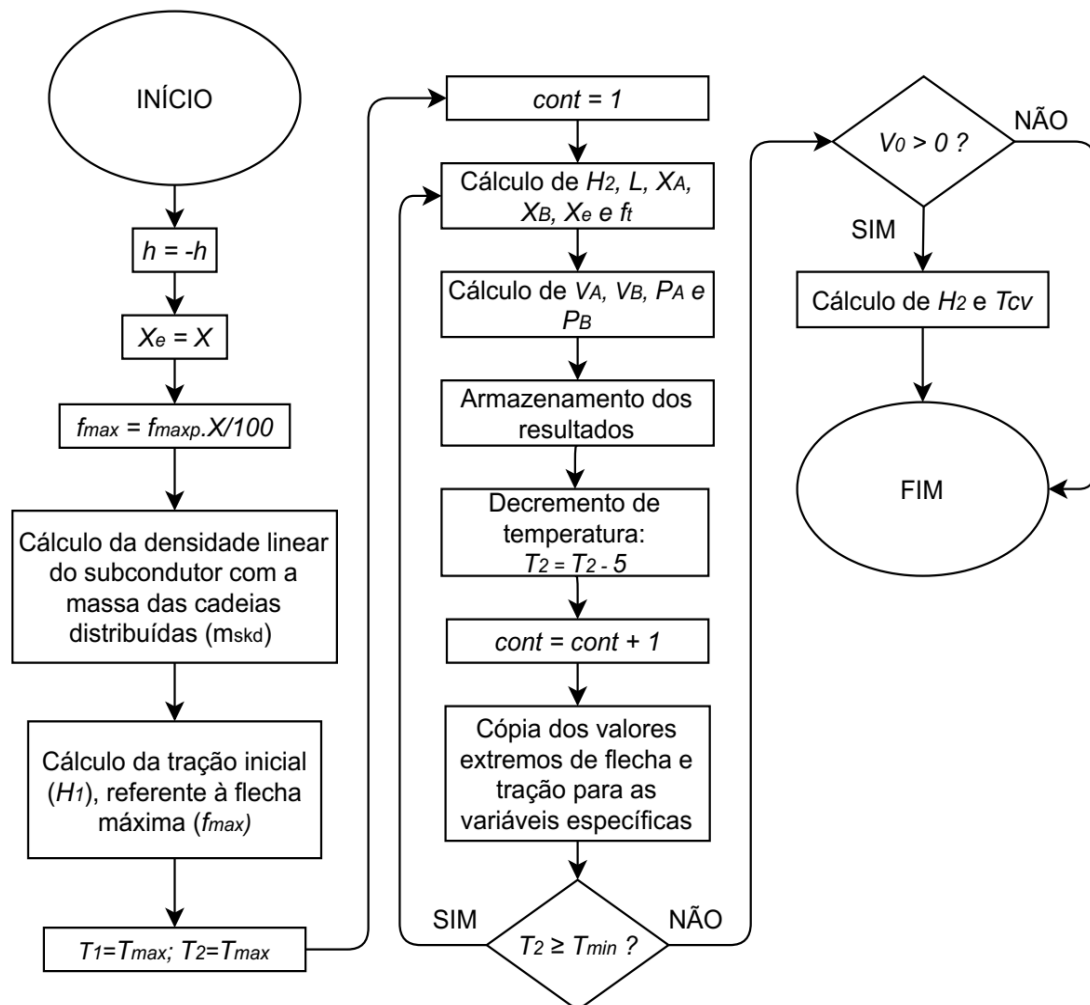 INÍCIO
h = -h
Xe = X
fmax = fmaxp.X/100
Cálculo da densidade linear
do subcondutor com a
massa das cadeias
distribuídas (mskd)
Cálculo da tração inicial
(H1), referente à flecha
máxima (fmax)
T1=Tmax; T2=Tmax
cont = 1
Cálculo de H2, L, XA,
XB, Xe e ft
Cálculo de VA, VB, PA e
PB
Armazenamento dos
resultados
Decremento de
temperatura:
T2 = T2 - 5
cont = cont + 1
Cópia dos valores
extremos de flecha e
tração para as
variáveis específicas
SIM
T2 ≥ Tmin ?
NÃO
V0 > 0 ?
NÃO
SIM
Cálculo de H2 e Tcv
FIM